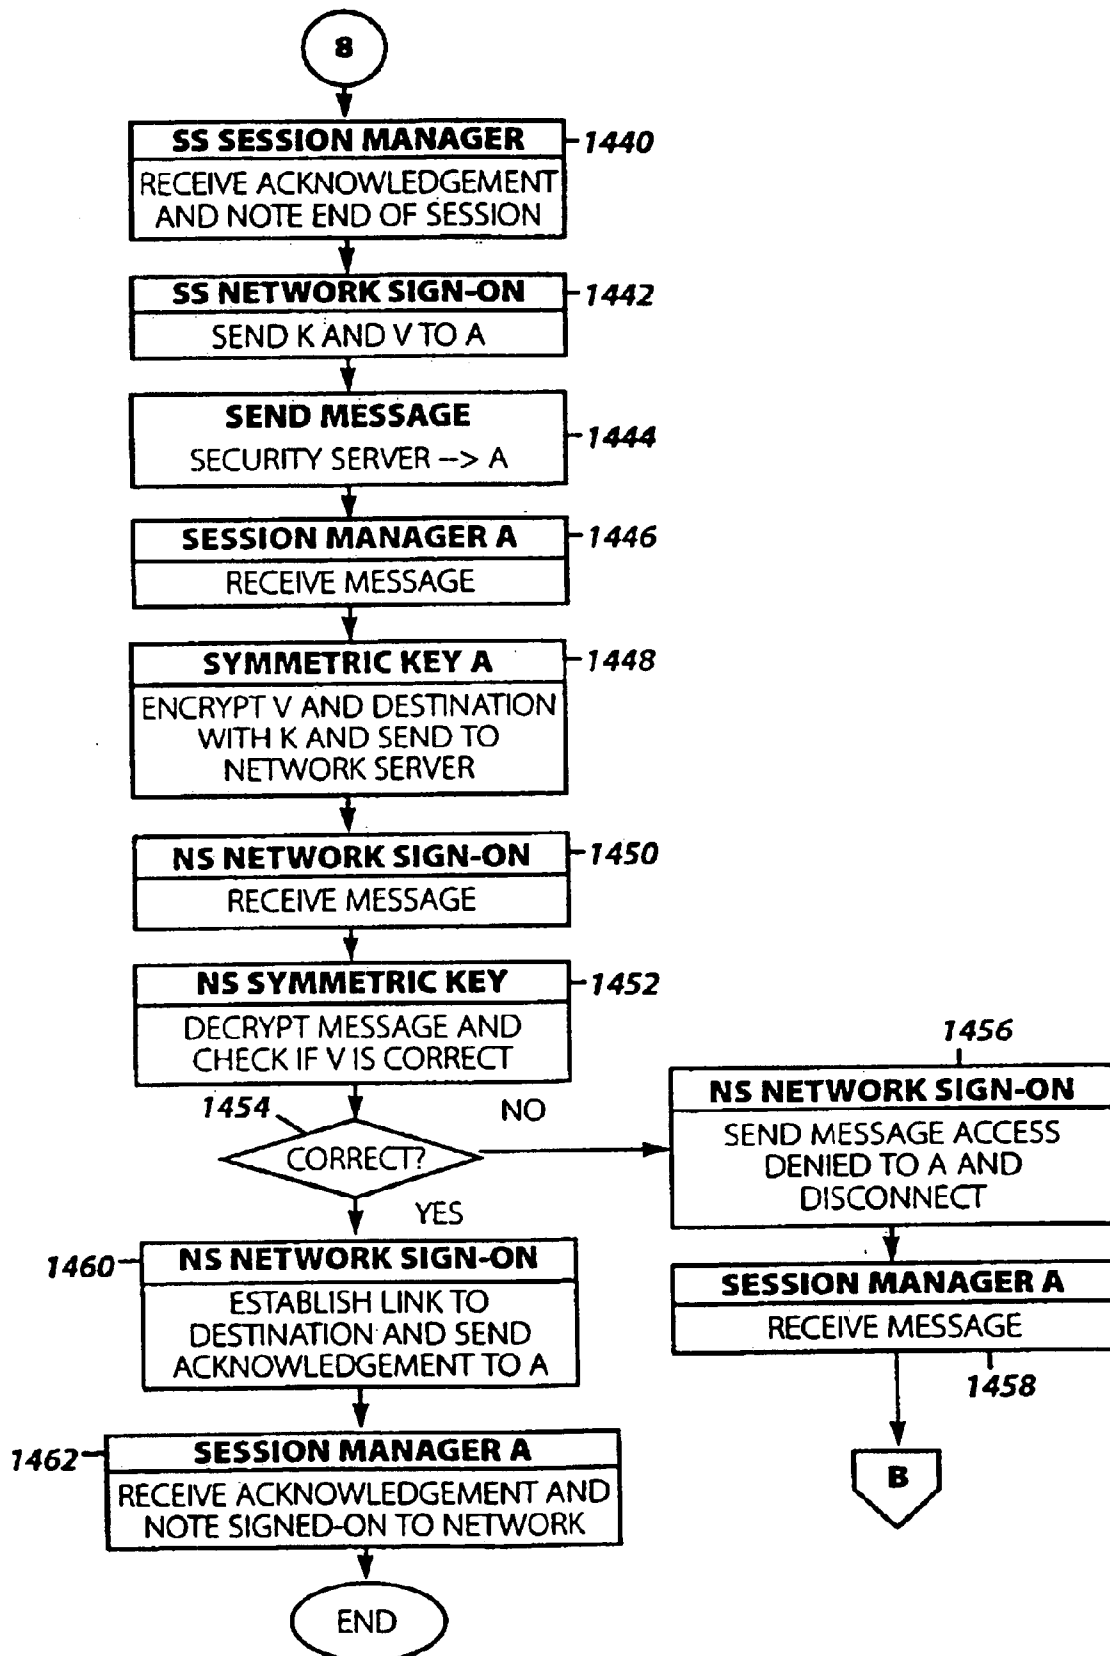 8
SS SESSION MANAGER
1440
RECEIVE ACKNOWLEDGEMENT
AND NOTE END OF SESSION
SS NETWORK SIGN-ON
1442
SEND K AND V TO A
SEND MESSAGE
1444
SECURITY SERVER --> A
SESSION MANAGER A
1446
RECEIVE MESSAGE
SYMMETRIC KEY A
1448
ENCRYPT V AND DESTINATION
WITH K AND SEND TO
NETWORK SERVER
NS NETWORK SIGN-ON
1450
RECEIVE MESSAGE
NS SYMMETRIC KEY
1452
DECRYPT MESSAGE AND
CHECK IF V IS CORRECT
1454
CORRECT?
NO
YES
1456
NS NETWORK SIGN-ON
SEND MESSAGE ACCESS
DENIED TO A AND
DISCONNECT
SESSION MANAGER A
RECEIVE MESSAGE
1458
B
1460
NS NETWORK SIGN-ON
ESTABLISH LINK TO
DESTINATION AND SEND
ACKNOWLEDGEMENT TO A
1462
SESSION MANAGER A
RECEIVE ACKNOWLEDGEMENT AND
NOTE SIGNED-ON TO NETWORK
END